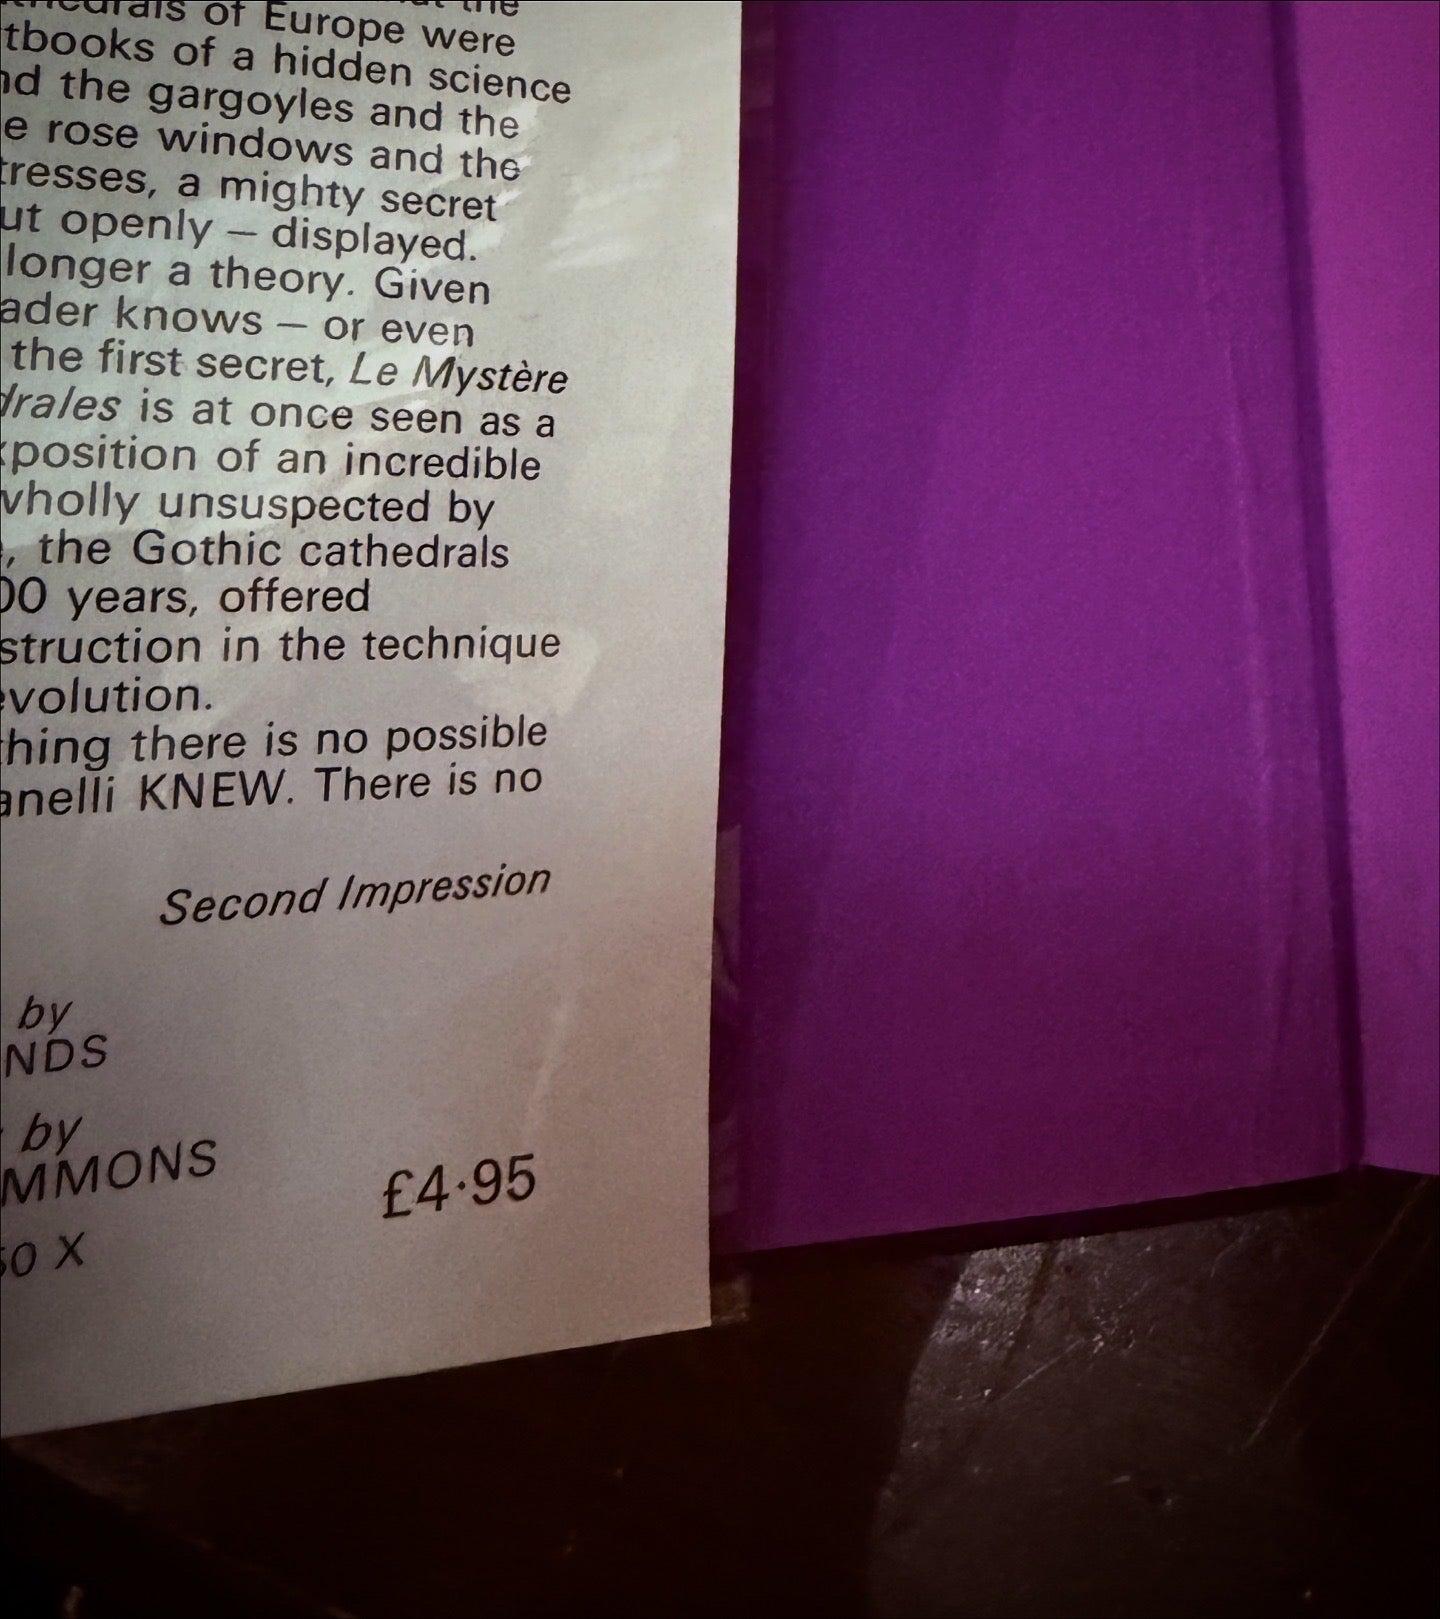 of Europe were
tbooks of a hidden science
nd the gargoyles and the
e rose windows and the
tresses, a mighty secret
ut openly – displayed.
longer a theory. Given
ader knows – or even
the first secret, Le Mystère
drales is at once seen as a
xposition of an incredible
wholly unsuspected by
, the Gothic cathedrals
00 years, offered
struction in the technique
evolution.
thing there is no possible
anelli KNEW. There is no
Second Impression
by
NDS
by
MMONS
£4·95
50 X